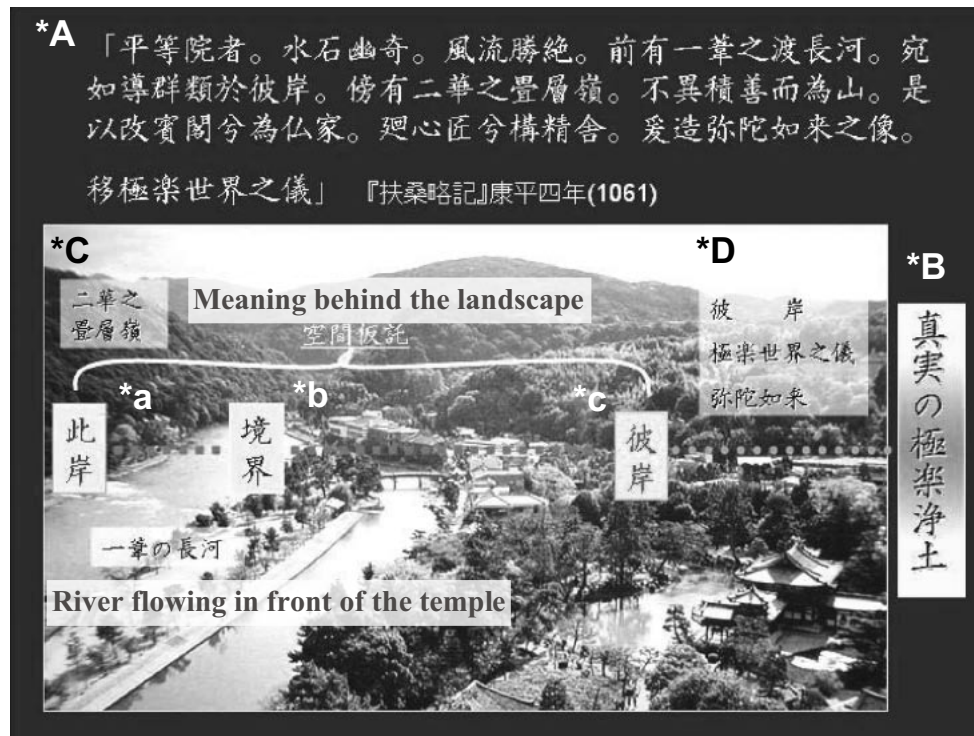 *A
「平等院者。水石幽奇。風流勝絶。前有一葦之渡長河。宛
如導群類於彼岸。傍有二華之畳層嶺。不異積善而為山。是
以改賓閣兮為仏家。廻心匠兮構精舎。爰造弥陀如来之像。
移極楽世界之儀」 『扶桑略記』康平四年(1061)
*C
*D
*B
二華之
畳層嶺
Meaning behind the landscape
空間仮託
彼 岸
極楽世界之儀
弥陀如来
*a
*b
*c
此岸
境界
彼岸
真実の極楽浄土
一葦の長河
River flowing in front of the temple